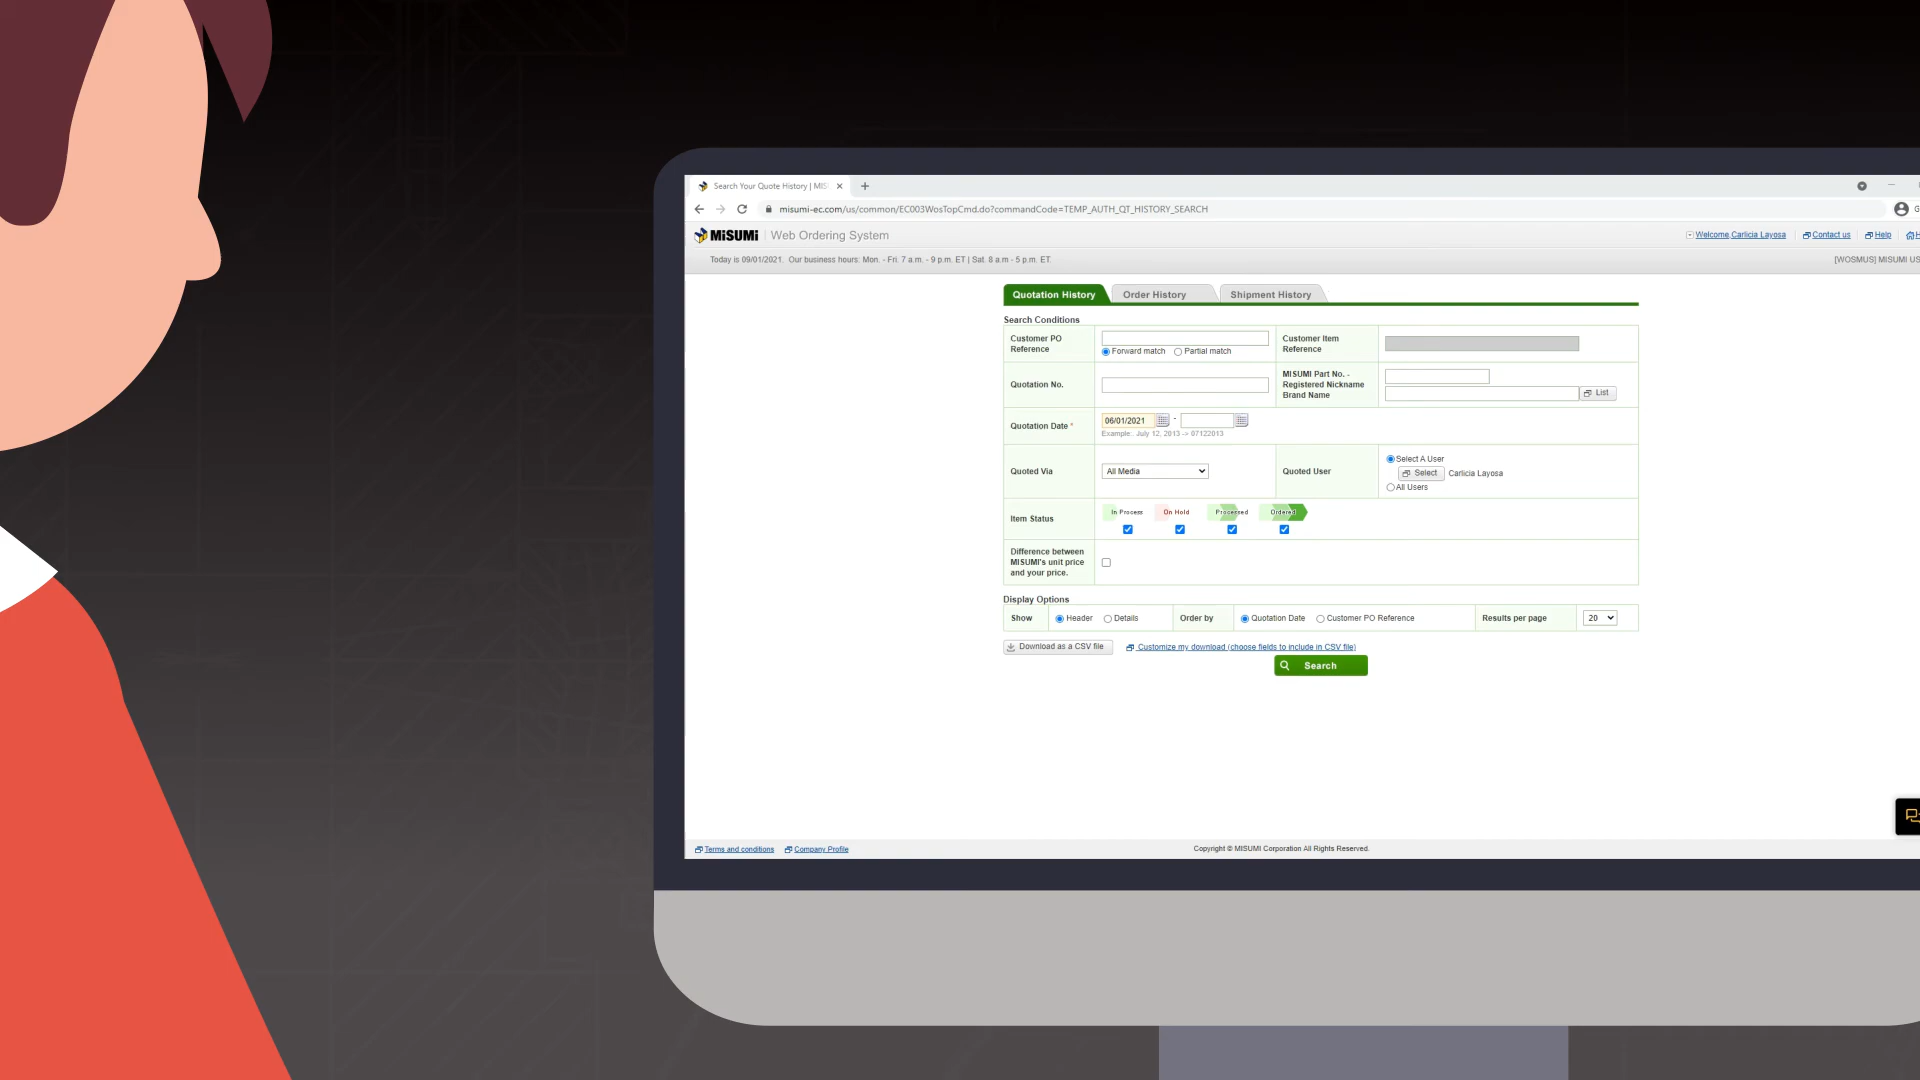 Search Your Quote History | MIS
misumi-ec.com/us/common/EC003WosTopCmd.do?commandCode=TEMP_AUTH_QT_HISTORY_SEARCH
G
MiSUMi Web Ordering System
Welcome,Carlicia Layosa Contact us Help H
Today is 09/01/2021. Our business hours: Mon. - Fri. 7 a.m. - 9 p.m. ET | Sat. 8 a.m - 5 p.m. ET.
[WOSMUS] MISUMI US
Quotation History Order History Shipment History
Search Conditions
Customer PO Reference
Forward match Partial match
Customer Item Reference
Quotation No.
MISUMI Part No. -
Registered Nickname
Brand Name
List
Quotation Date *
06/01/2021 -
Example: July 12, 2013 -> 07122013
Quoted Via
All Media
Quoted User
Select A User
Select Carlicia Layosa
All Users
Item Status
In Process On Hold Processed Ordered
Difference between
MISUMI's unit price
and your price.
Display Options
Show Header Details Order by Quotation Date Customer PO Reference Results per page 20
Download as a CSV file Customize my download (choose fields to include in CSV file)
Search
Terms and conditions Company Profile
Copyright © MISUMI Corporation All Rights Reserved.